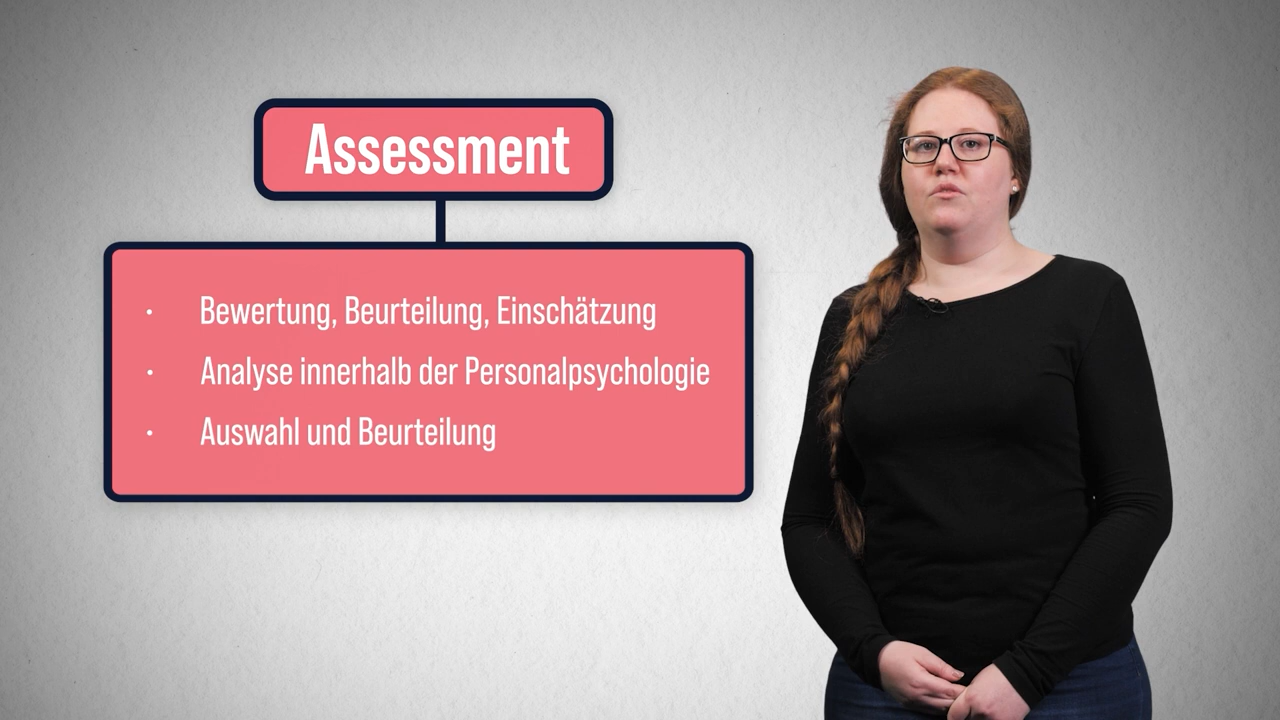 Assessment
· Bewertung, Beurteilung, Einschätzung
· Analyse innerhalb der Personalpsychologie
· Auswahl und Beurteilung